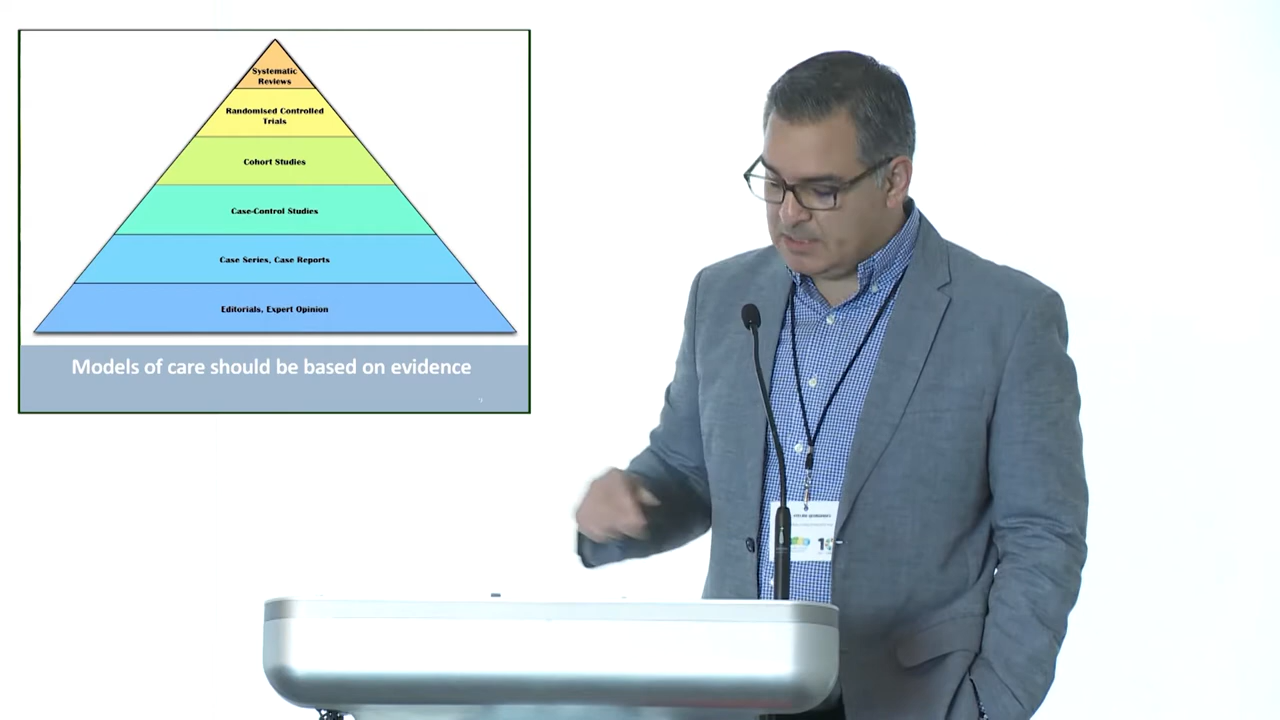 Systematic
Reviews
Randomised Controlled
Trials
Cohort Studies
Case-Control Studies
Case Series, Case Reports
Editorials, Expert Opinion
Models of care should be based on evidence